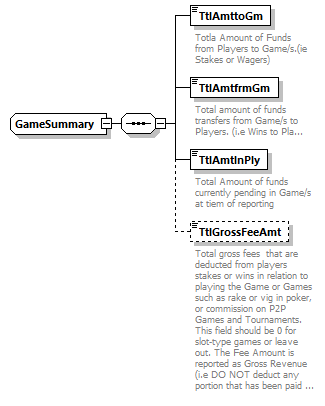 TtlAmttoGm
Totla Amount of Funds
from Players to Game/s.(ie
Stakes or Wagers)
TtlAmtfrmGm
Total amount of funds
transfers from Game/s to
Players. (i.e Wins to Pla...
GameSummary
TtlAmtInPly
Total Amount of funds
currently pending in Game/s
at tiem of reporting
TtlGrossFeeAmt
Total gross fees  that are
deducted from players
stakes or wins in relation to
playing the Game or Games
such as rake or vig in poker,
or commission on P2P
Games and Tournaments.
This field should be 0 for
slot-type games or leave
out. The Fee Amount is
reported as Gross Revenue
(i.e DO NOT deduct any
portion that has been paid ...